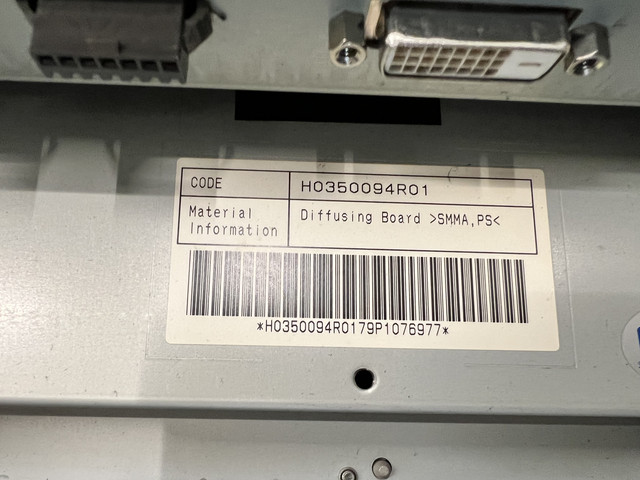 CODE H0350094R01
Material Information Diffusing Board >SMMA,PS<
*H0350094R0179P1076977*